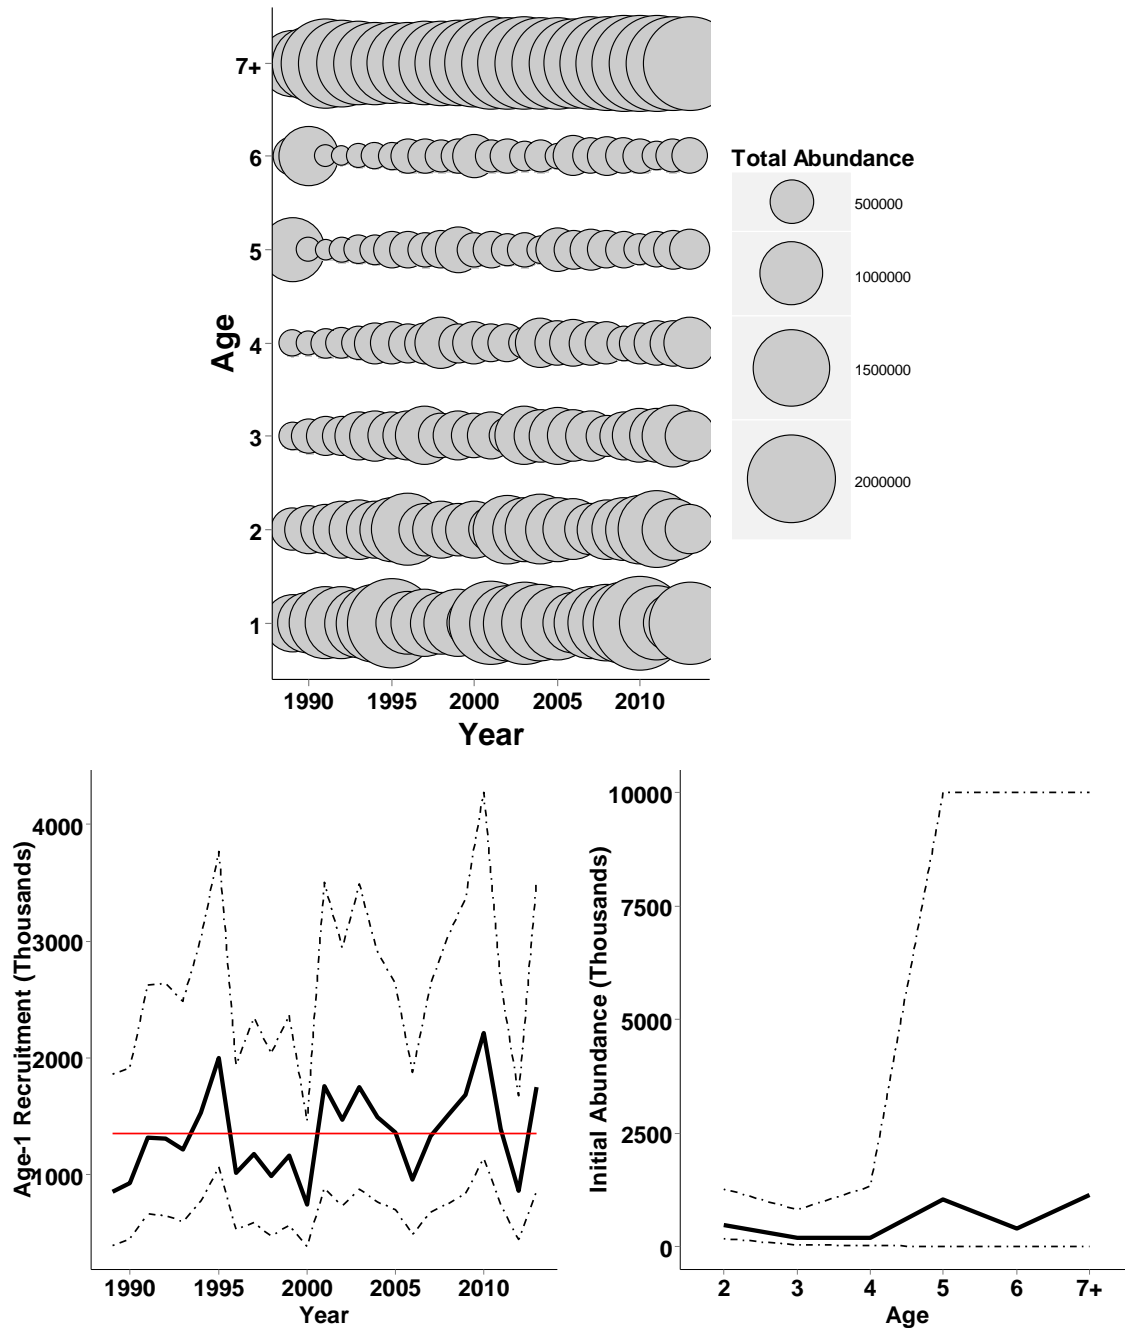 7+
6
5
4
3
2
1
Age
1990 1995 2000 2005 2010
Year
Total Abundance
500000
1000000
1500000
2000000
4000
3000
2000
1000
Age-1 Recruitment (Thousands)
1990 1995 2000 2005 2010
Year
10000
7500
5000
2500
0
Initial Abundance (Thousands)
2 3 4 5 6 7+
Age